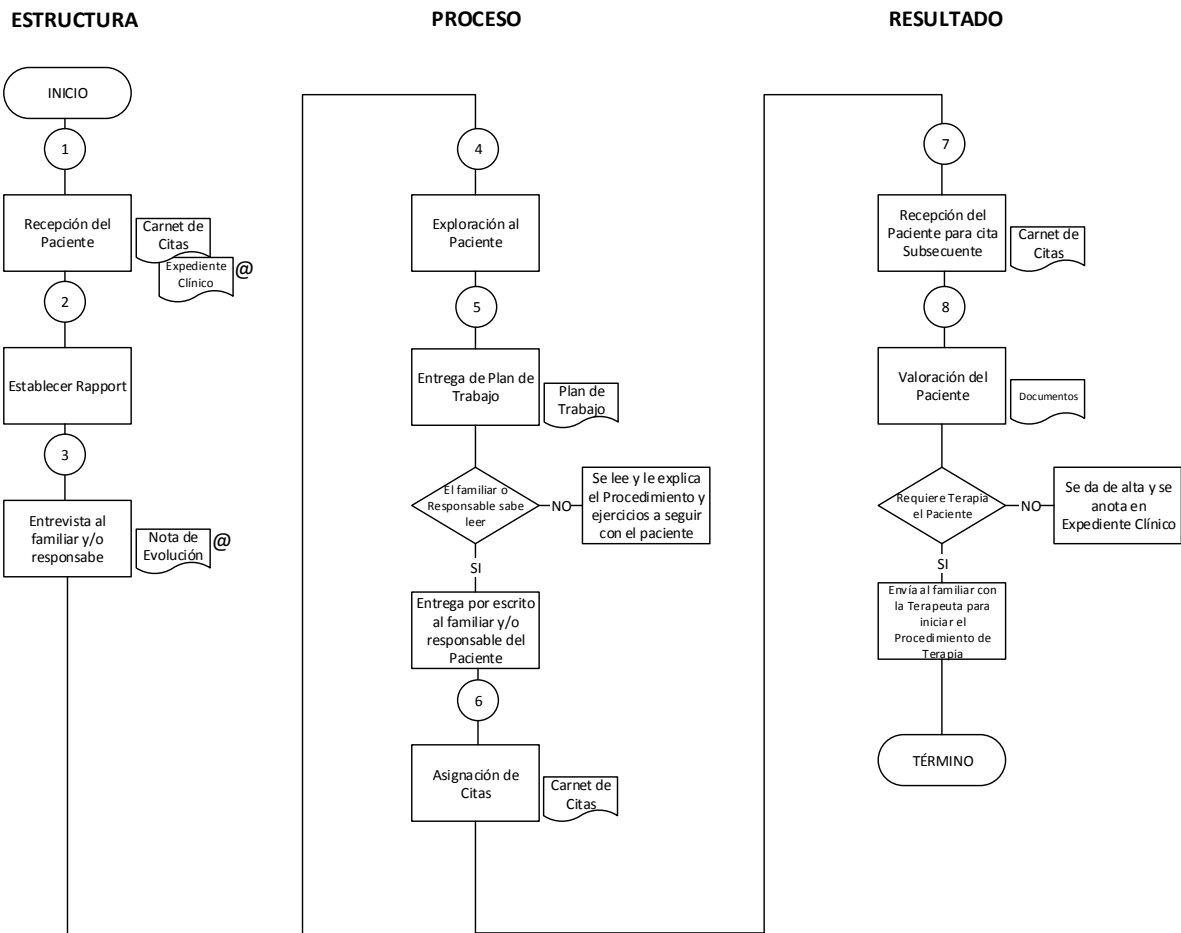 ESTRUCTURA
INICIO
1
Recepción del
Paciente
Carnet de
Citas
Expediente
Clínico
@
2
Establecer Rapport
3
Entrevista al
familiar y/o
responsabe
Nota de
Evolución
@
PROCESO
4
Exploración al
Paciente
5
Entrega de Plan de
Trabajo
Plan de
Trabajo
El familiar o
Responsable sabe
leer
NO
Se lee y le explica
el Procedimiento y
ejercicios a seguir
con el paciente
SI
Entrega por escrito
al familiar y/o
responsable del
Paciente
6
Asignación de
Citas
Carnet de
Citas
RESULTADO
7
Recepción del
Paciente para cita
Subsecuente
Carnet de
Citas
8
Valoración del
Paciente
Documentos
Requiere Terapia
el Paciente
NO
Se da de alta y se
anota en
Expediente Clínico
SI
Envía al familiar con
la Terapeuta para
iniciar el
Procedimiento de
Terapia
TÉRMINO